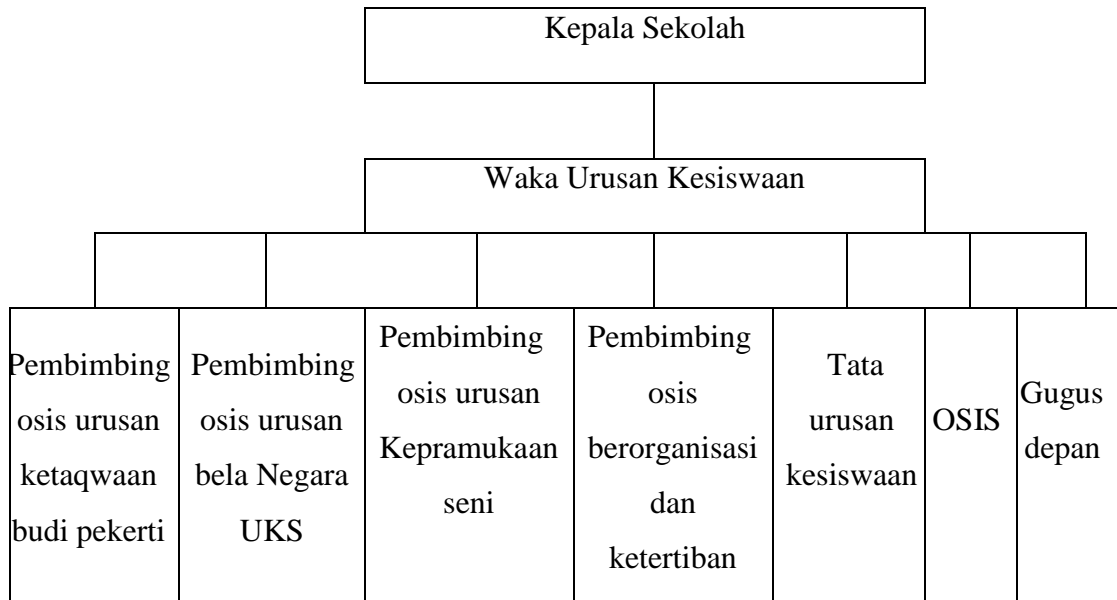 Kepala Sekolah
Waka Urusan Kesiswaan
Pembimbing
osis urusan
ketaqwaan
budi pekerti
Pembimbing
osis urusan
bela Negara
UKS
Pembimbing
osis urusan
Kepramukaan
seni
Pembimbing
osis
berorganisasi
dan
ketertiban
Tata
urusan
kesiswaan
OSIS
Gugus
depan